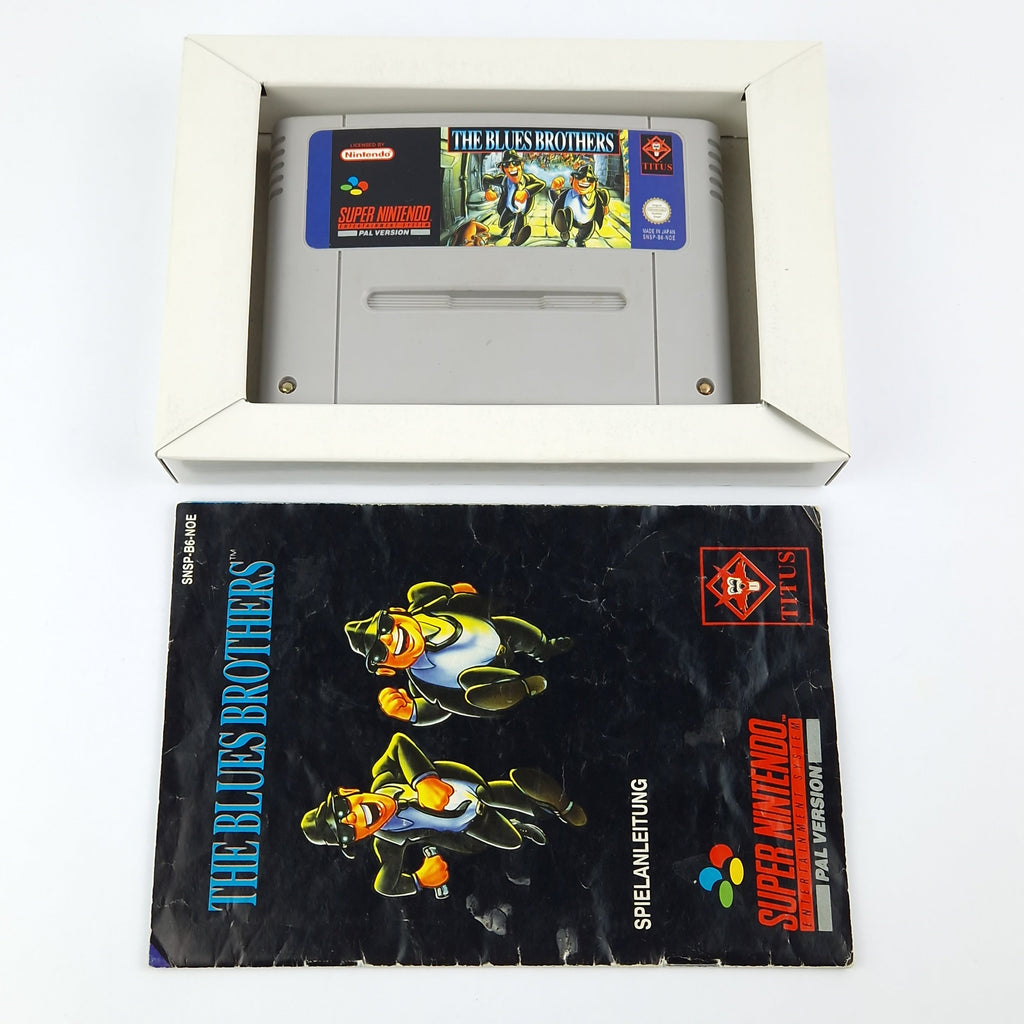 LICENSED BY
Nintendo
SUPER NINTENDO
ENTERTAINMENT SYSTEM
PAL VERSION
THE BLUES BROTHERS
TITUS
MADE IN JAPAN
SNSP-B6-NOE
SNSP-B6-NOE
THE BLUES BROTHERS™
TITUS
SPIELANLEITUNG
SUPER NINTENDO™
ENTERTAINMENT SYSTEM
PAL VERSION